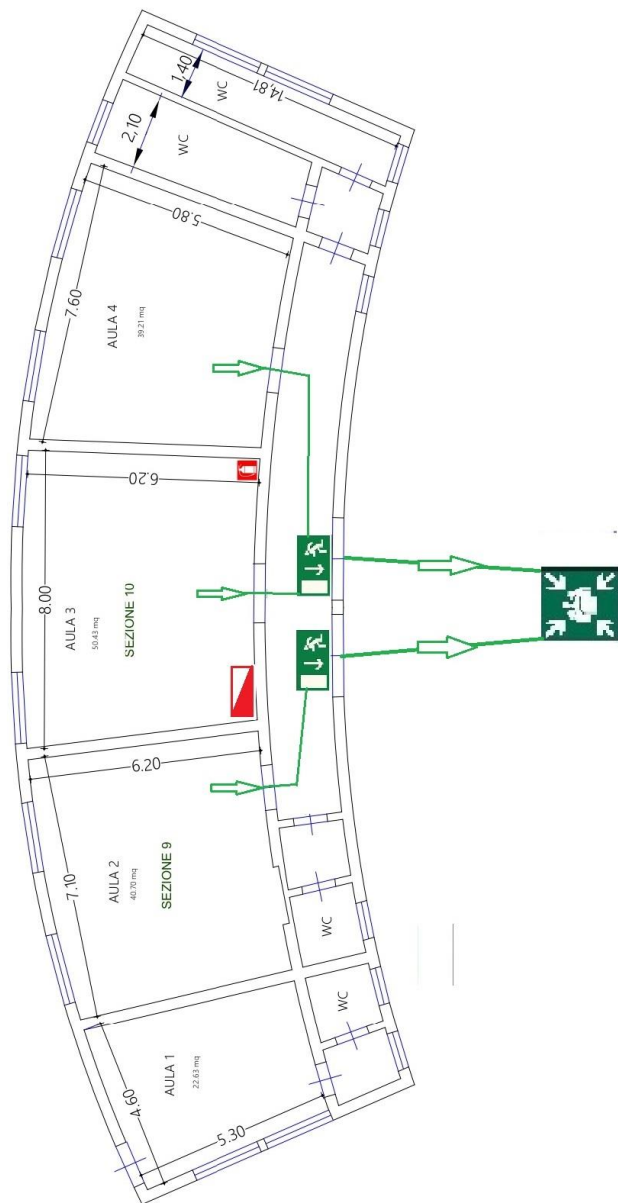 14,81
1,40
WC
2,10
WC
5.80
7.60
AULA 4
39.21 mq
6.20
8.00
AULA 3
50.43 mq
SEZIONE 10
6.20
7.10
AULA 2
40.70 mq
SEZIONE 9
WC
WC
AULA 1
22.63 mq
4.60
5.30